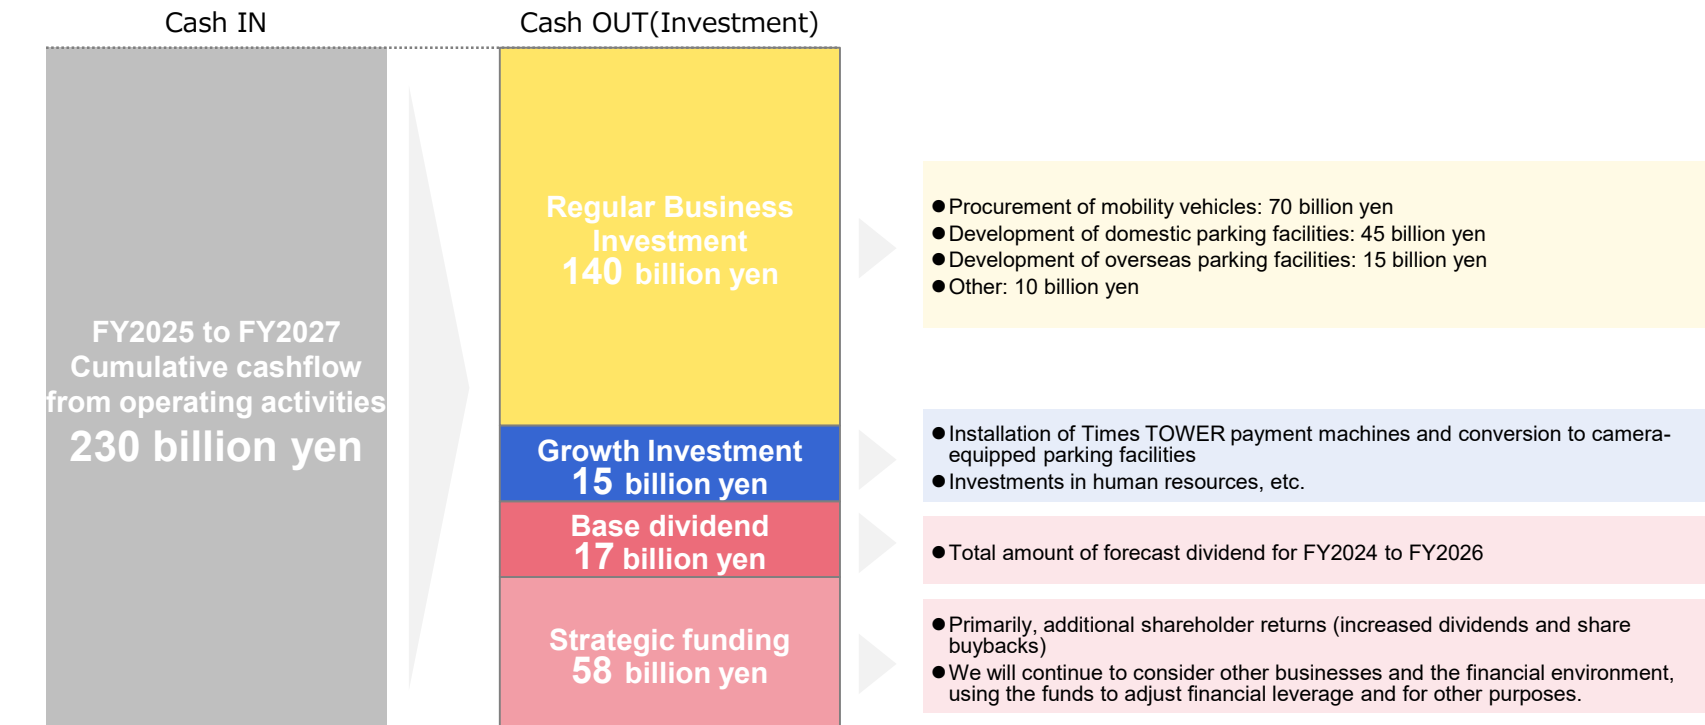 Cash IN
Cash OUT(Investment)
FY2025 to FY2027
Cumulative cashflow
from operating activities
230 billion yen
Regular Business
Investment
140 billion yen
●Procurement of mobility vehicles: 70 billion yen
●Development of domestic parking facilities: 45 billion yen
●Development of overseas parking facilities: 15 billion yen
●Other: 10 billion yen
Growth Investment
15 billion yen
●Installation of Times TOWER payment machines and conversion to camera-
equipped parking facilities
●Investments in human resources, etc.
Base dividend
17 billion yen
●Total amount of forecast dividend for FY2024 to FY2026
Strategic funding
58 billion yen
●Primarily, additional shareholder returns (increased dividends and share
buybacks)
●We will continue to consider other businesses and the financial environment,
using the funds to adjust financial leverage and for other purposes.